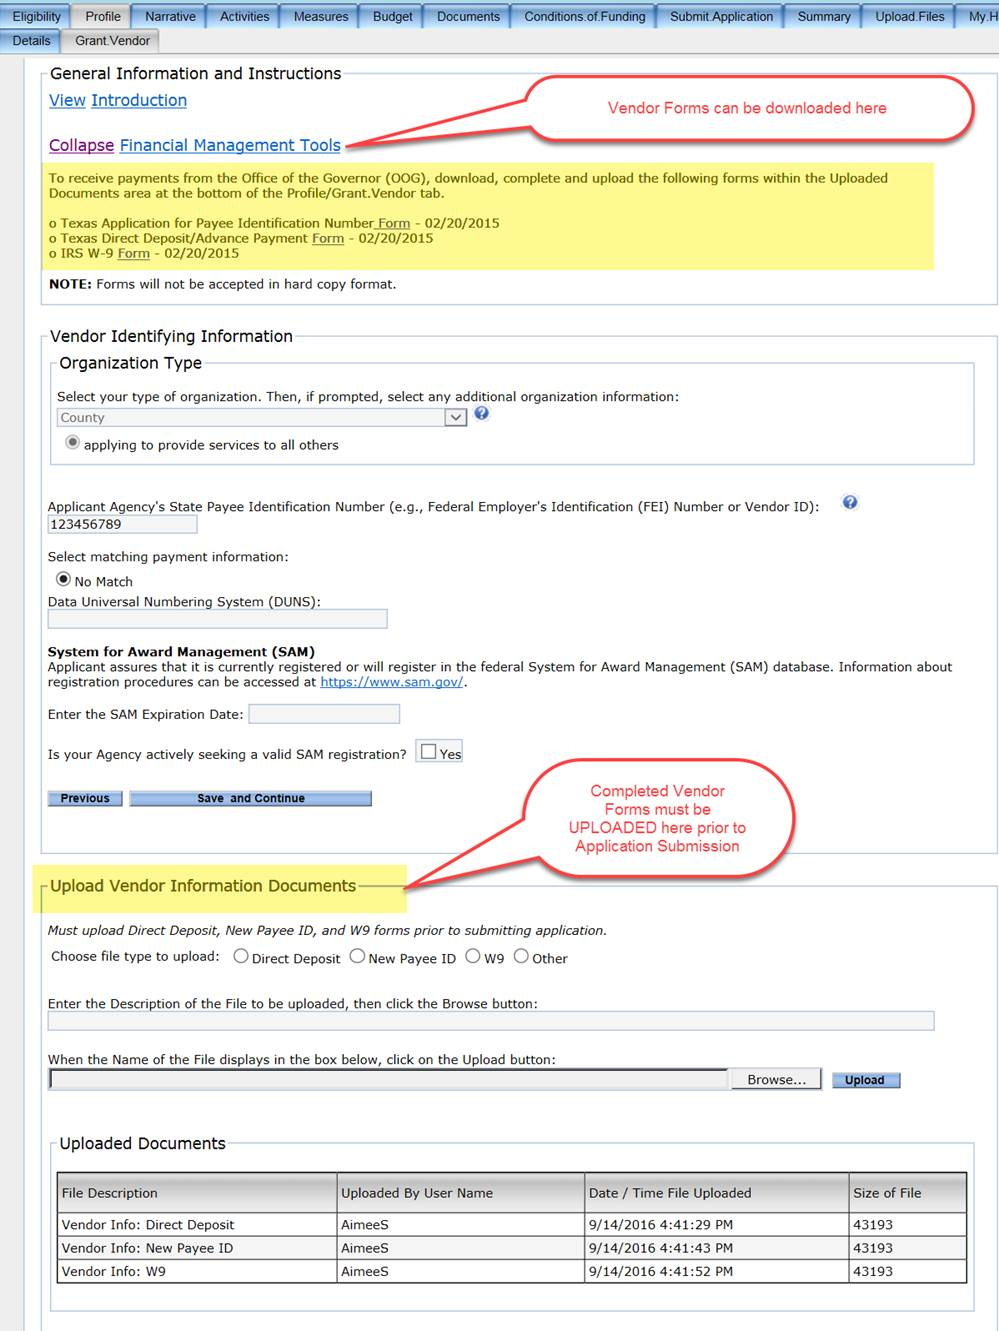 Eligibility Profile Narrative Activities Measures Budget Documents Conditions.of.Funding Submit.Application Summary Upload.Files My.H
Details Grant.Vendor
General Information and Instructions
View Introduction
Vendor Forms can be downloaded here
Collapse Financial Management Tools
To receive payments from the Office of the Governor (OOG), download, complete and upload the following forms within the Uploaded
Documents area at the bottom of the Profile/Grant.Vendor tab.
o Texas Application for Payee Identification Number Form - 02/20/2015
o Texas Direct Deposit/Advance Payment Form - 02/20/2015
o IRS W-9 Form - 02/20/2015
NOTE: Forms will not be accepted in hard copy format.
Vendor Identifying Information
Organization Type
Select your type of organization. Then, if prompted, select any additional organization information:
County
?
applying to provide services to all others
Applicant Agency's State Payee Identification Number (e.g., Federal Employer's Identification (FEI) Number or Vendor ID): ?
123456789
Select matching payment information:
No Match
Data Universal Numbering System (DUNS):
System for Award Management (SAM)
Applicant assures that it is currently registered or will register in the federal System for Award Management (SAM) database. Information about
registration procedures can be accessed at https://www.sam.gov/.
Enter the SAM Expiration Date:
Is your Agency actively seeking a valid SAM registration? Yes
Previous Save and Continue
Completed Vendor
Forms must be
UPLOADED here prior to
Application Submission
Upload Vendor Information Documents
Must upload Direct Deposit, New Payee ID, and W9 forms prior to submitting application.
Choose file type to upload: Direct Deposit New Payee ID W9 Other
Enter the Description of the File to be uploaded, then click the Browse button:
When the Name of the File displays in the box below, click on the Upload button:
Browse... Upload
Uploaded Documents
File Description Uploaded By User Name Date / Time File Uploaded Size of File
Vendor Info: Direct Deposit AimeeS 9/14/2016 4:41:29 PM 43193
Vendor Info: New Payee ID AimeeS 9/14/2016 4:41:43 PM 43193
Vendor Info: W9 AimeeS 9/14/2016 4:41:52 PM 43193